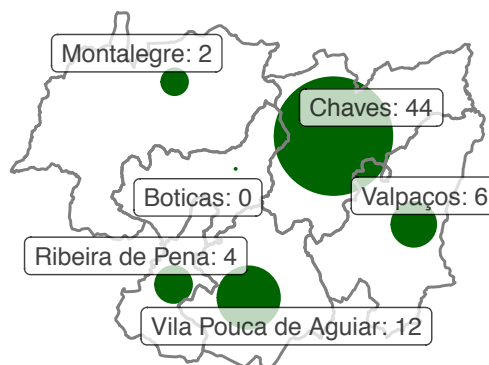 Montalegre: 2
Chaves: 44
Boticas: 0
Valpaços: 6
Ribeira de Pena: 4
Vila Pouca de Aguiar: 12